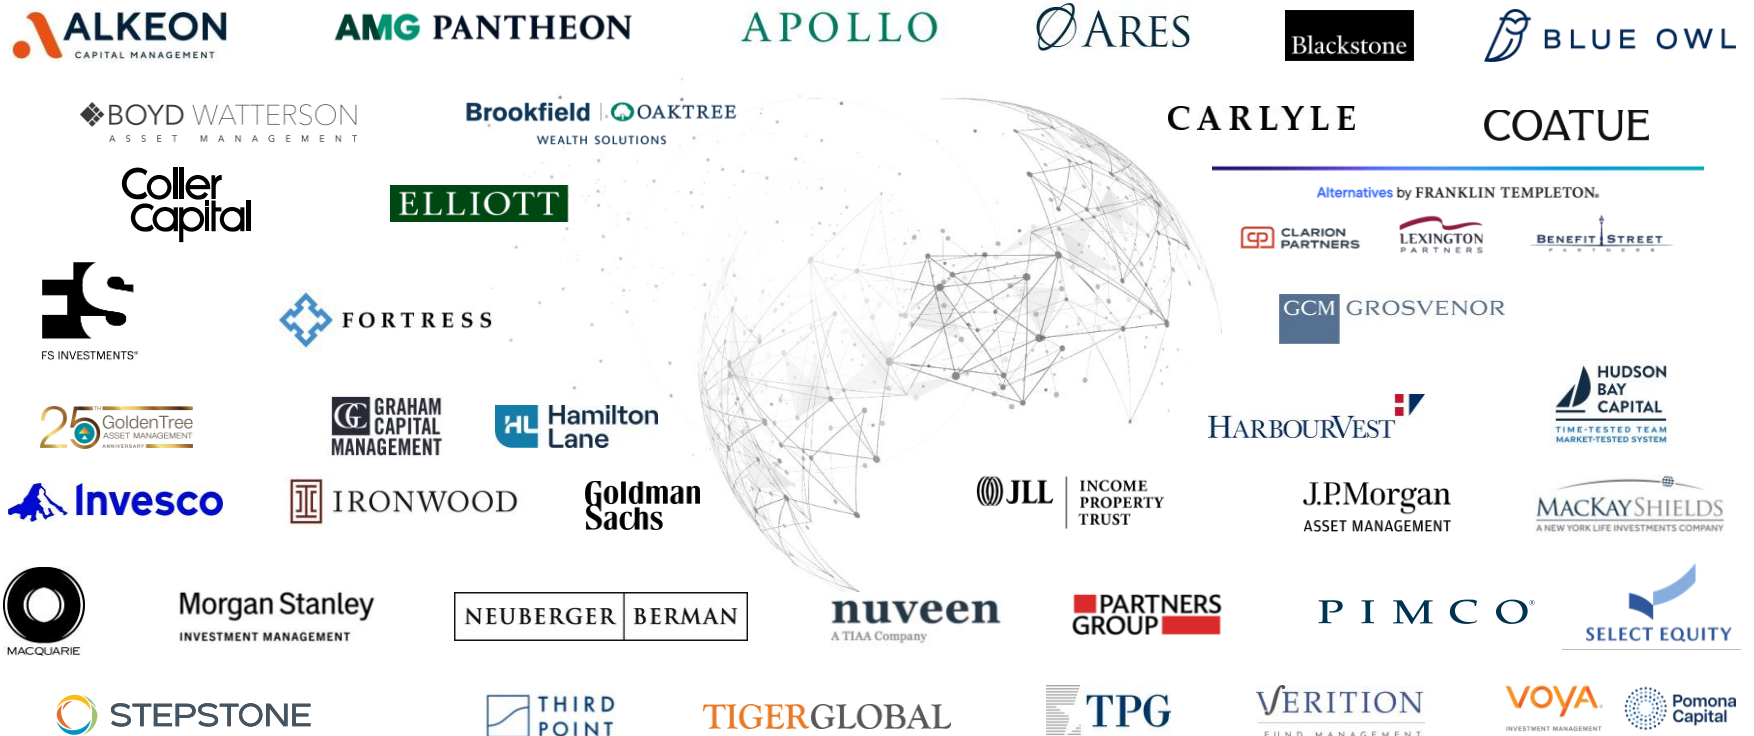 ALKEON
CAPITAL MANAGEMENT
AMG PANTHEON
APOLLO
ARES
Blackstone
BLUE OWL
BOYD WATTERSON
ASSET MANAGEMENT
Brookfield | OAKTREE
WEALTH SOLUTIONS
CARLYLE
COATUE
Coller
Capital
ELLIOTT
Alternatives by FRANKLIN TEMPLETON®
CLARION
PARTNERS
LEXINGTON
PARTNERS
BENEFIT STREET
PARTNERS
FS
FS INVESTMENTS®
FORTRESS
GCM GROSVENOR
25TH
GoldenTree
ASSET MANAGEMENT
ANNIVERSARY
GRAHAM
CAPITAL
MANAGEMENT
HL Hamilton
Lane
HARBOURVEST
HUDSON
BAY
CAPITAL
TIME-TESTED TEAM
MARKET-TESTED SYSTEM
Invesco
IRONWOOD
Goldman
Sachs
JLL
INCOME
PROPERTY
TRUST
J.P.Morgan
ASSET MANAGEMENT
MACKAY SHIELDS
A NEW YORK LIFE INVESTMENTS COMPANY
MACQUARIE
Morgan Stanley
INVESTMENT MANAGEMENT
NEUBERGER BERMAN
nuveen
A TIAA Company
PARTNERS
GROUP
PIMCO®
SELECT EQUITY
STEPSTONE
THIRD
POINT
TIGERGLOBAL
TPG
VERITION
FUND MANAGEMENT
VOYA
INVESTMENT MANAGEMENT
Pomona
Capital